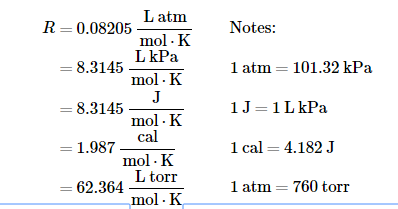 R = 0.08205 L atm / mol · K Notes:
= 8.3145 L kPa / mol · K 1 atm = 101.32 kPa
= 8.3145 J / mol · K 1 J = 1 L kPa
= 1.987 cal / mol · K 1 cal = 4.182 J
= 62.364 L torr / mol · K 1 atm = 760 torr